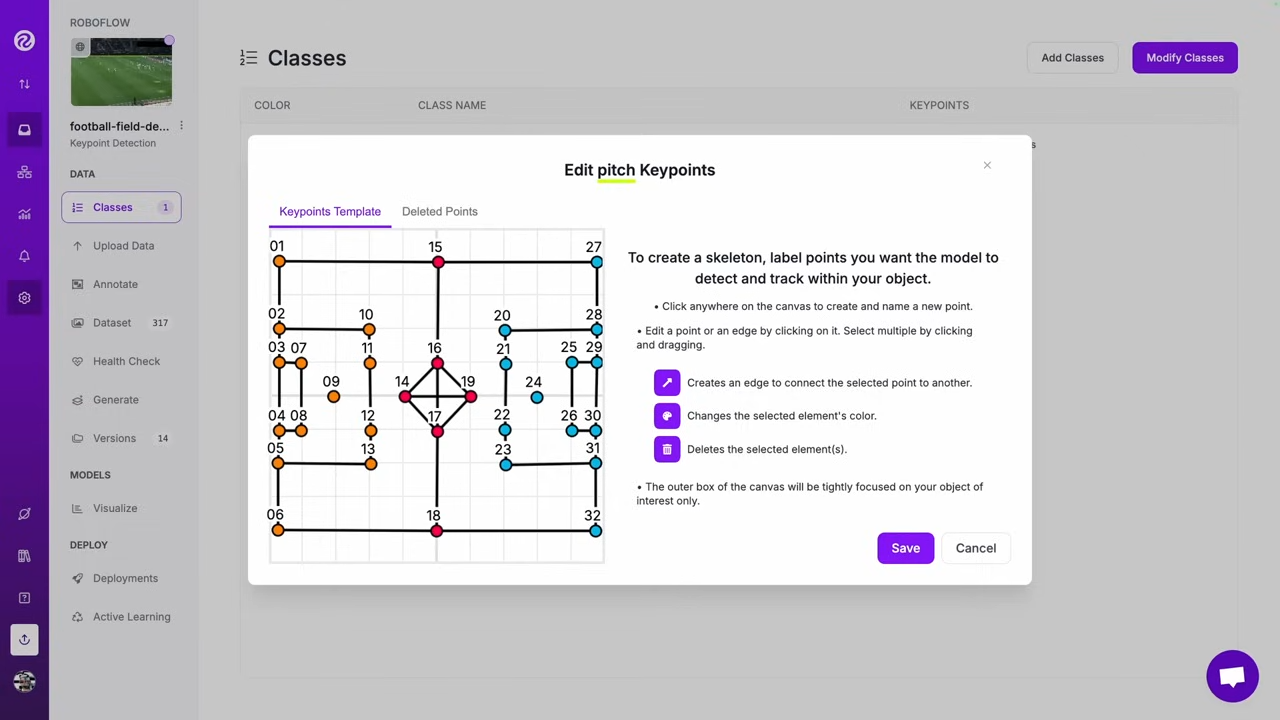 ROBOFLOW
football-field-de...
Keypoint Detection
DATA
Classes 1
Upload Data
Annotate
Dataset 317
Health Check
Generate
Versions 14
MODELS
Visualize
DEPLOY
Deployments
Active Learning
Classes
Add Classes
Modify Classes
COLOR CLASS NAME KEYPOINTS
s
Edit pitch Keypoints
Keypoints Template Deleted Points
01 15 27
02 10 20 28
03 07 11 16 21 25 29
09 14 19 24
04 08 12 17 22 26 30
05 13 23 31
06 18 32
To create a skeleton, label points you want the model to
detect and track within your object.
• Click anywhere on the canvas to create and name a new point.
• Edit a point or an edge by clicking on it. Select multiple by clicking
and dragging.
Creates an edge to connect the selected point to another.
Changes the selected element's color.
Deletes the selected element(s).
• The outer box of the canvas will be tightly focused on your object of
interest only.
Save
Cancel